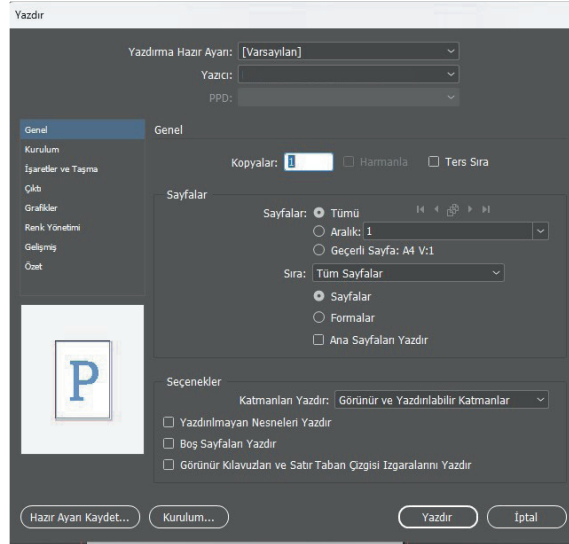 Yazdır
Yazdırma Hazır Ayarı: [Varsayılan]
Yazıcı:
PPD:
Genel
Kurulum
İşaretler ve Taşma
Çıktı
Grafikler
Renk Yönetimi
Gelişmiş
Özet
Genel
Kopyalar: 1 Harmanla Ters Sıra
Sayfalar
Sayfalar: Tümü
Aralık: 1
Geçerli Sayfa: A4 V:1
Sıra: Tüm Sayfalar
Sayfalar
Formalar
Ana Sayfaları Yazdır
P
Seçenekler
Katmanları Yazdır: Görünür ve Yazdırılabilir Katmanlar
Yazdırılmayan Nesneleri Yazdır
Boş Sayfaları Yazdır
Görünür Kılavuzları ve Satır Taban Çizgisi Izgaralarını Yazdır
Hazır Ayarı Kaydet... Kurulum... Yazdır İptal